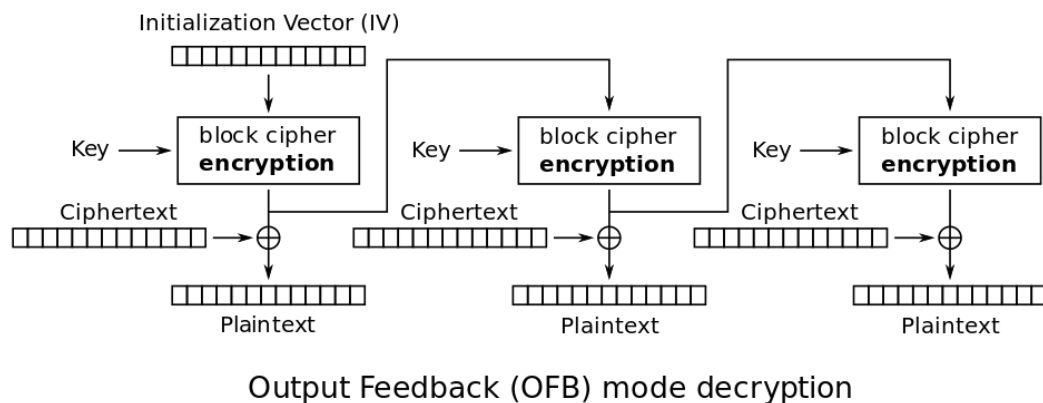 Initialization Vector (IV)
Key
block cipher
encryption
Key
block cipher
encryption
Key
block cipher
encryption
Ciphertext
Ciphertext
Ciphertext
Plaintext
Plaintext
Plaintext
Output Feedback (OFB) mode decryption